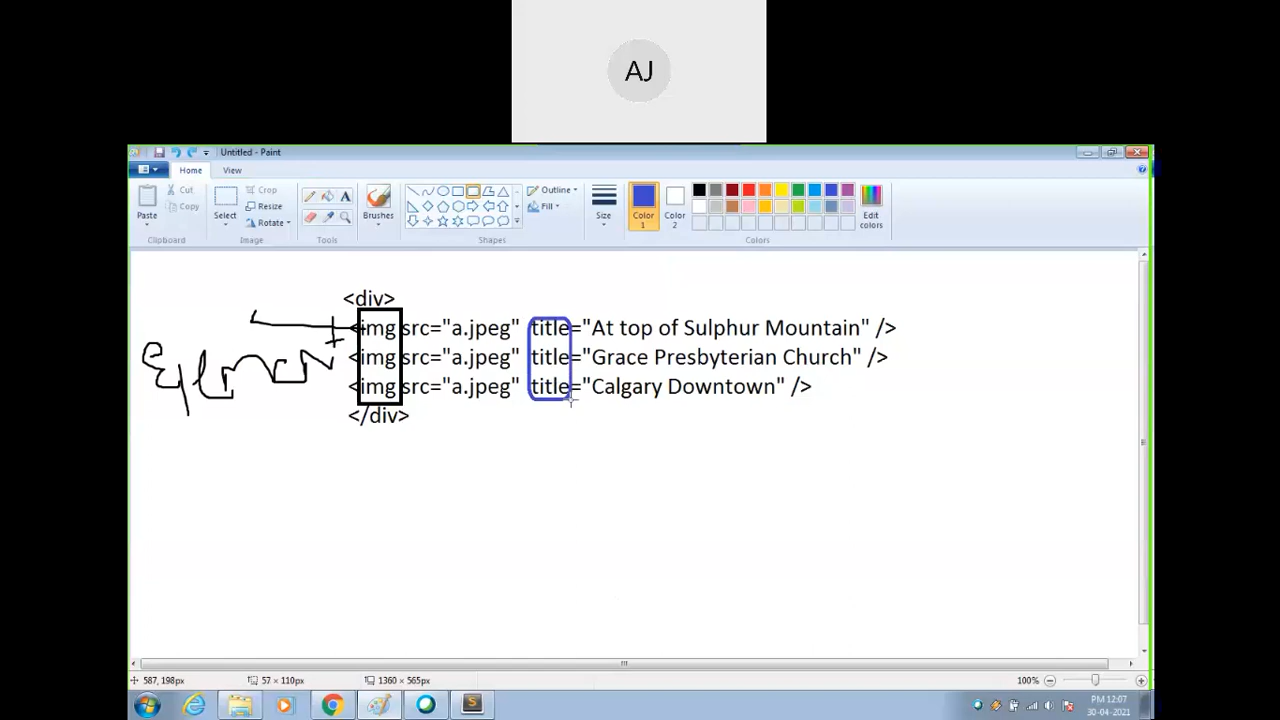 AJ
Untitled - Paint
Home View
Paste
Cut
Copy
Clipboard
Select
Crop
Resize
Rotate
Image
Tools
Brushes
Shapes
Outline
Fill
Size
Color 1
Color 2
Colors
Edit colors
<div>
<img src="a.jpeg" title="At top of Sulphur Mountain" />
<img src="a.jpeg" title="Grace Presbyterian Church" />
<img src="a.jpeg" title="Calgary Downtown" />
</div>
587, 198px 57 × 110px 1360 × 565px 100%
PM 12:07
30-04-2021